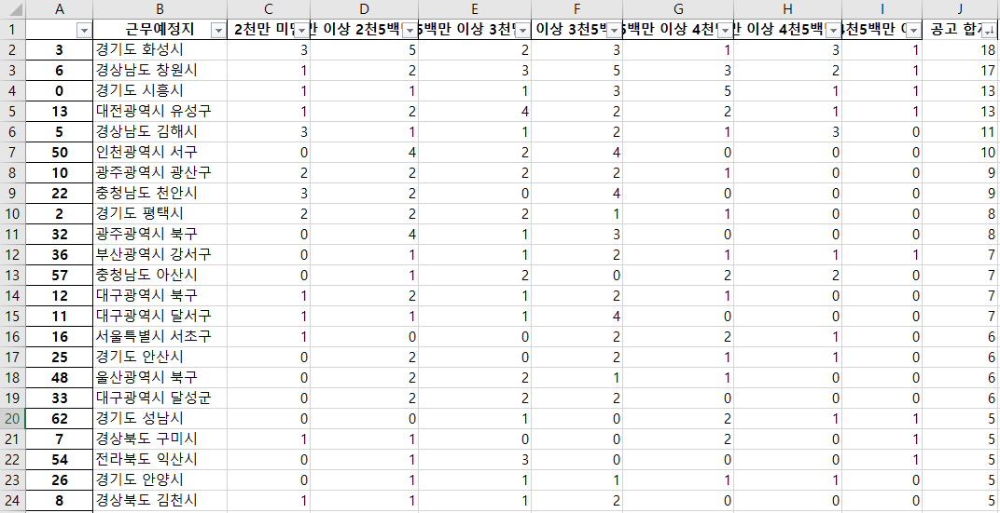 A B C D E F G H I J
1 근무예정지 2천만 미만 만 이상 2천5백 5백만 이상 3천 이상 3천5백 5백만 이상 4천 만 이상 4천5백 4천5백만 이 공고 합계
2 3 경기도 화성시 3 5 2 3 1 3 1 18
3 6 경상남도 창원시 1 2 3 5 3 2 1 17
4 0 경기도 시흥시 1 1 1 3 5 1 1 13
5 13 대전광역시 유성구 1 2 4 2 2 1 1 13
6 5 경상남도 김해시 3 1 1 2 1 3 0 11
7 50 인천광역시 서구 0 4 2 4 0 0 0 10
8 10 광주광역시 광산구 2 2 2 2 1 0 0 9
9 22 충청남도 천안시 3 2 0 4 0 0 0 9
10 2 경기도 평택시 2 2 2 1 1 0 0 8
11 32 광주광역시 북구 0 4 1 3 0 0 0 8
12 36 부산광역시 강서구 0 1 1 2 1 1 1 7
13 57 충청남도 아산시 0 1 2 0 2 2 0 7
14 12 대구광역시 북구 1 2 1 2 1 0 0 7
15 11 대구광역시 달서구 1 1 1 4 0 0 0 7
16 16 서울특별시 서초구 1 0 0 2 2 1 0 6
17 25 경기도 안산시 0 2 0 2 1 1 0 6
18 48 울산광역시 북구 0 2 2 1 1 0 0 6
19 33 대구광역시 달성군 0 2 2 2 0 0 0 6
20 62 경기도 성남시 0 0 1 0 2 1 1 5
21 7 경상북도 구미시 1 1 0 0 2 0 1 5
22 54 전라북도 익산시 0 1 3 0 0 0 1 5
23 26 경기도 안양시 0 1 1 1 1 1 0 5
24 8 경상북도 김천시 1 1 1 2 0 0 0 5